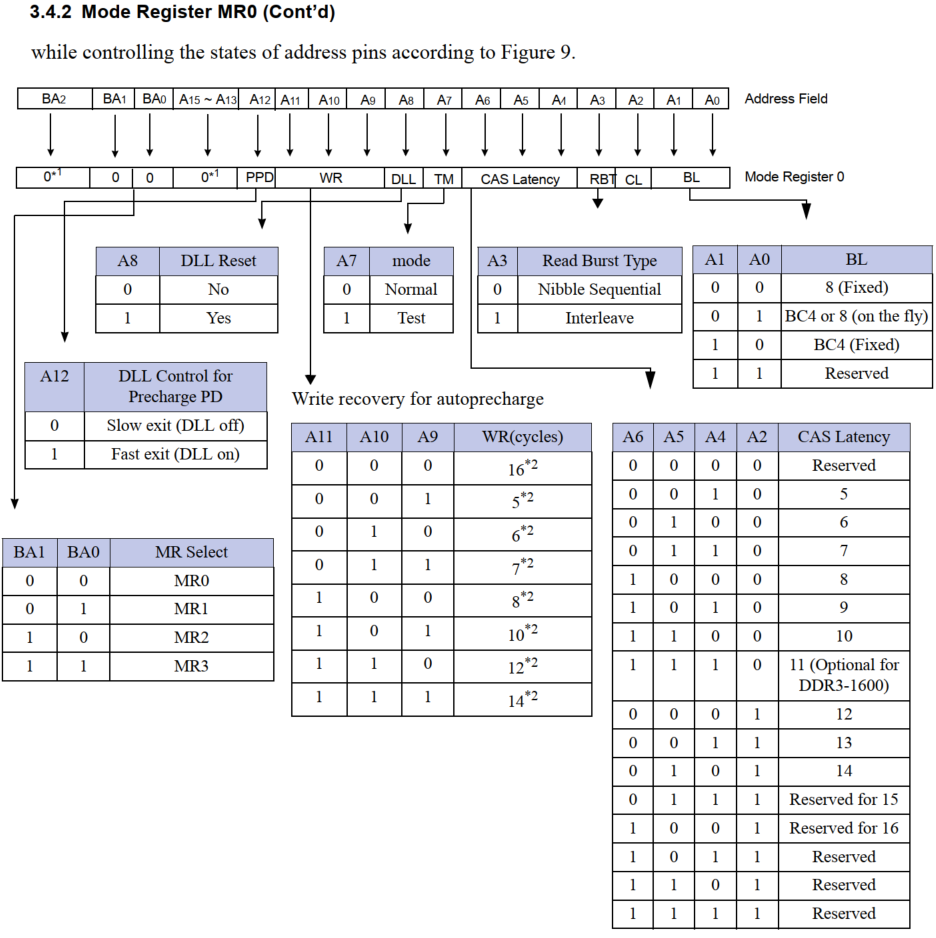 3.4.2 Mode Register MR0 (Cont’d)
while controlling the states of address pins according to Figure 9.
BA2 BA1 BA0 A15 ~ A13 A12 A11 A10 A9 A8 A7 A6 A5 A4 A3 A2 A1 A0 Address Field
0*1 0 0 0*1 PPD WR DLL TM CAS Latency RBT CL BL Mode Register 0
A8 DLL Reset
0 No
1 Yes
A7 mode
0 Normal
1 Test
A3 Read Burst Type
0 Nibble Sequential
1 Interleave
A1 A0 BL
0 0 8 (Fixed)
0 1 BC4 or 8 (on the fly)
1 0 BC4 (Fixed)
1 1 Reserved
A12 DLL Control for
Precharge PD
0 Slow exit (DLL off)
1 Fast exit (DLL on)
Write recovery for autoprecharge
A11 A10 A9 WR(cycles)
0 0 0 16*2
0 0 1 5*2
0 1 0 6*2
0 1 1 7*2
1 0 0 8*2
1 0 1 10*2
1 1 0 12*2
1 1 1 14*2
A6 A5 A4 A2 CAS Latency
0 0 0 0 Reserved
0 0 1 0 5
0 1 0 0 6
0 1 1 0 7
1 0 0 0 8
1 0 1 0 9
1 1 0 0 10
1 1 1 0 11 (Optional for
DDR3-1600)
0 0 0 1 12
0 0 1 1 13
0 1 0 1 14
0 1 1 1 Reserved for 15
1 0 0 1 Reserved for 16
1 0 1 1 Reserved
1 1 0 1 Reserved
1 1 1 1 Reserved
BA1 BA0 MR Select
0 0 MR0
0 1 MR1
1 0 MR2
1 1 MR3